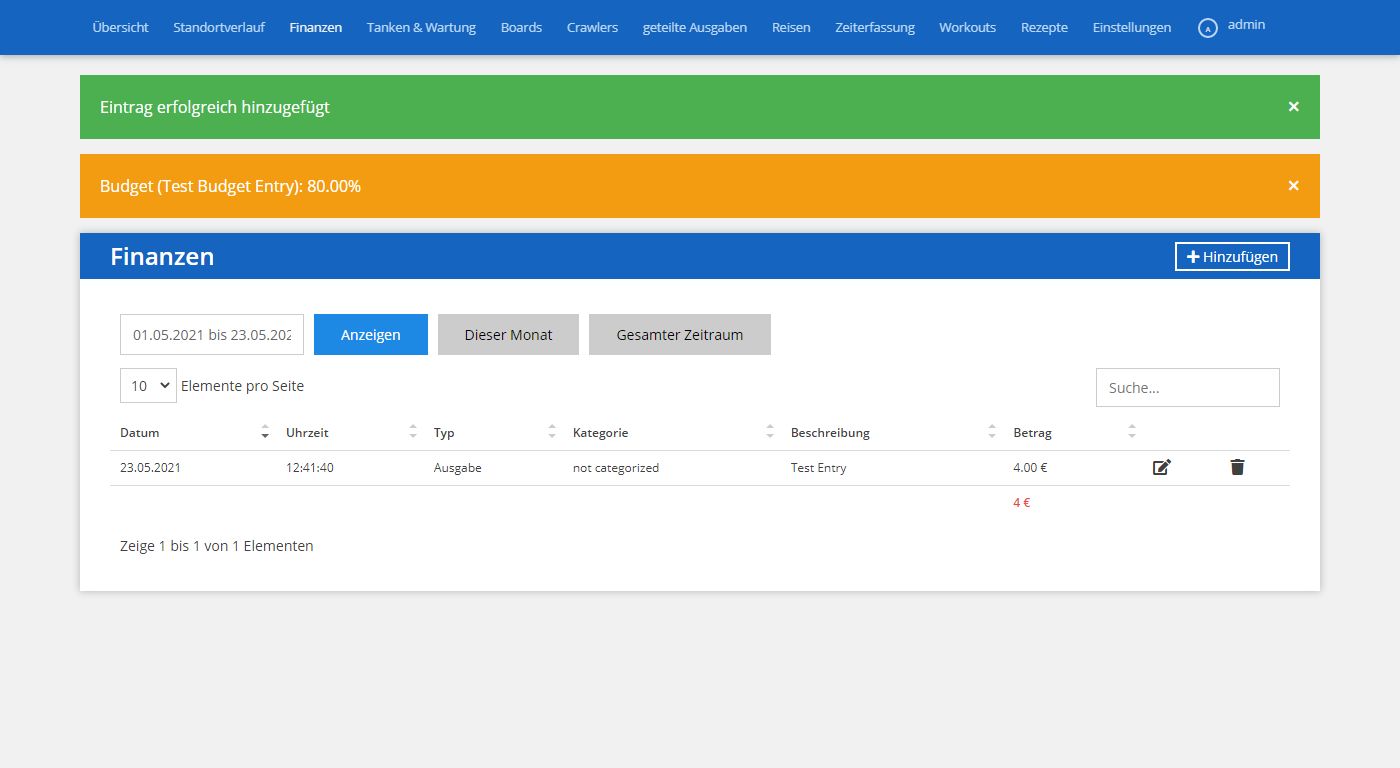 Übersicht Standortverlauf Finanzen Tanken & Wartung Boards Crawlers geteilte Ausgaben Reisen Zeiterfassung Workouts Rezepte Einstellungen A admin
Eintrag erfolgreich hinzugefügt ×
Budget (Test Budget Entry): 80.00% ×
Finanzen Hinzufügen
01.05.2021 bis 23.05.202 Anzeigen Dieser Monat Gesamter Zeitraum
10 Elemente pro Seite Suche...
Datum Uhrzeit Typ Kategorie Beschreibung Betrag
23.05.2021 12:41:40 Ausgabe not categorized Test Entry 4.00 €
4 €
Zeige 1 bis 1 von 1 Elementen